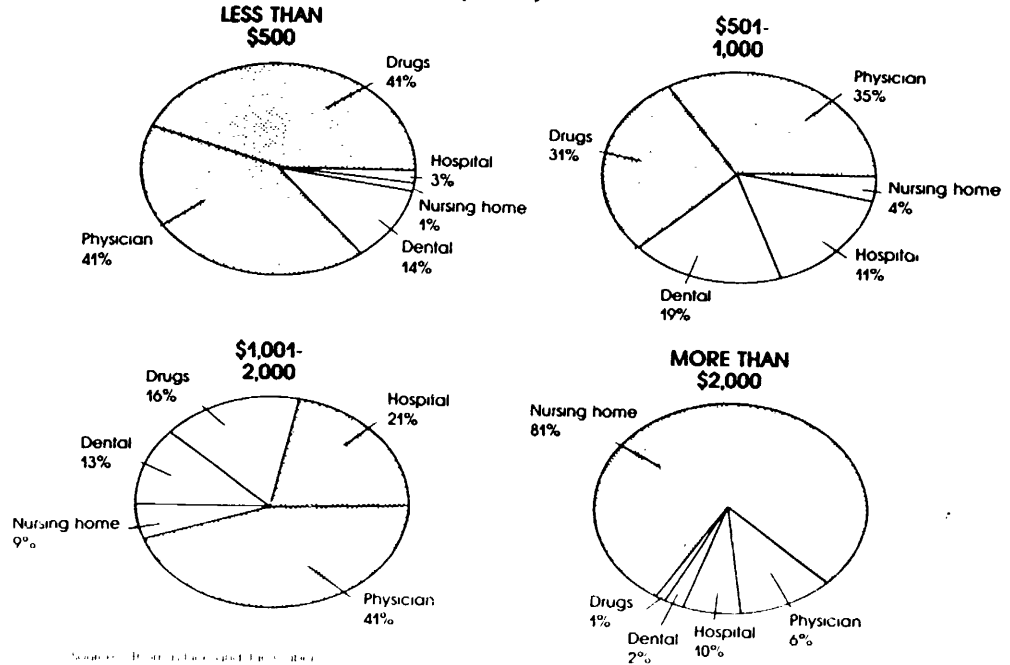 LESS THAN
$500
Drugs
41%
Hospital
3%
Nursing home
1%
Dental
14%
Physician
41%
$501-
1,000
Physician
35%
Drugs
31%
Nursing home
4%
Hospital
11%
Dental
19%
$1,001-
2,000
Drugs
16%
Hospital
21%
Dental
13%
Nursing home
9%
Physician
41%
MORE THAN
$2,000
Nursing home
81%
Drugs
1%
Dental
2%
Hospital
10%
Physician
6%